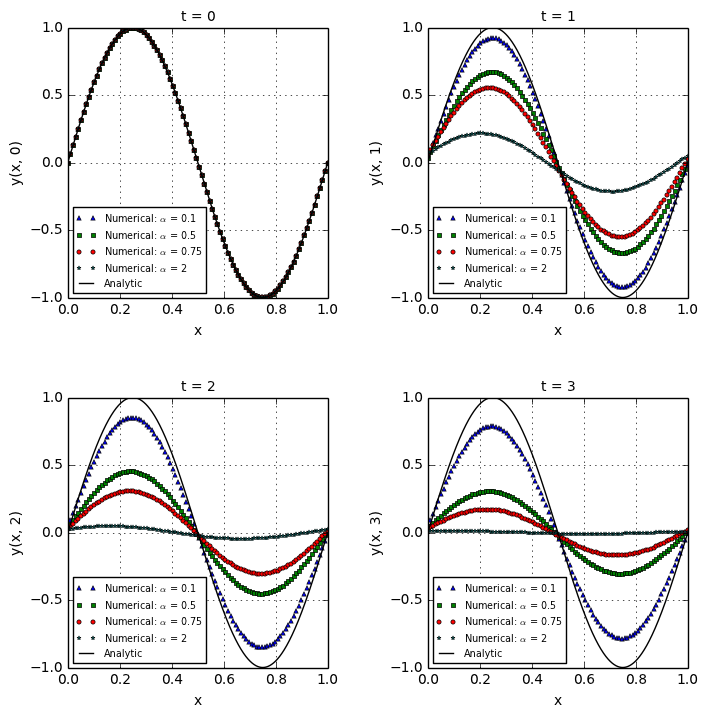 t = 0
1.0
0.5
0.0
−0.5
−1.0
y(x, 0)
Numerical: α = 0.1
Numerical: α = 0.5
Numerical: α = 0.75
Numerical: α = 2
Analytic
0.0 0.2 0.4 0.6 0.8 1.0
x
t = 1
1.0
0.5
0.0
−0.5
−1.0
y(x, 1)
Numerical: α = 0.1
Numerical: α = 0.5
Numerical: α = 0.75
Numerical: α = 2
Analytic
0.0 0.2 0.4 0.6 0.8 1.0
x
t = 2
1.0
0.5
0.0
−0.5
−1.0
y(x, 2)
Numerical: α = 0.1
Numerical: α = 0.5
Numerical: α = 0.75
Numerical: α = 2
Analytic
0.0 0.2 0.4 0.6 0.8 1.0
x
t = 3
1.0
0.5
0.0
−0.5
−1.0
y(x, 3)
Numerical: α = 0.1
Numerical: α = 0.5
Numerical: α = 0.75
Numerical: α = 2
Analytic
0.0 0.2 0.4 0.6 0.8 1.0
x